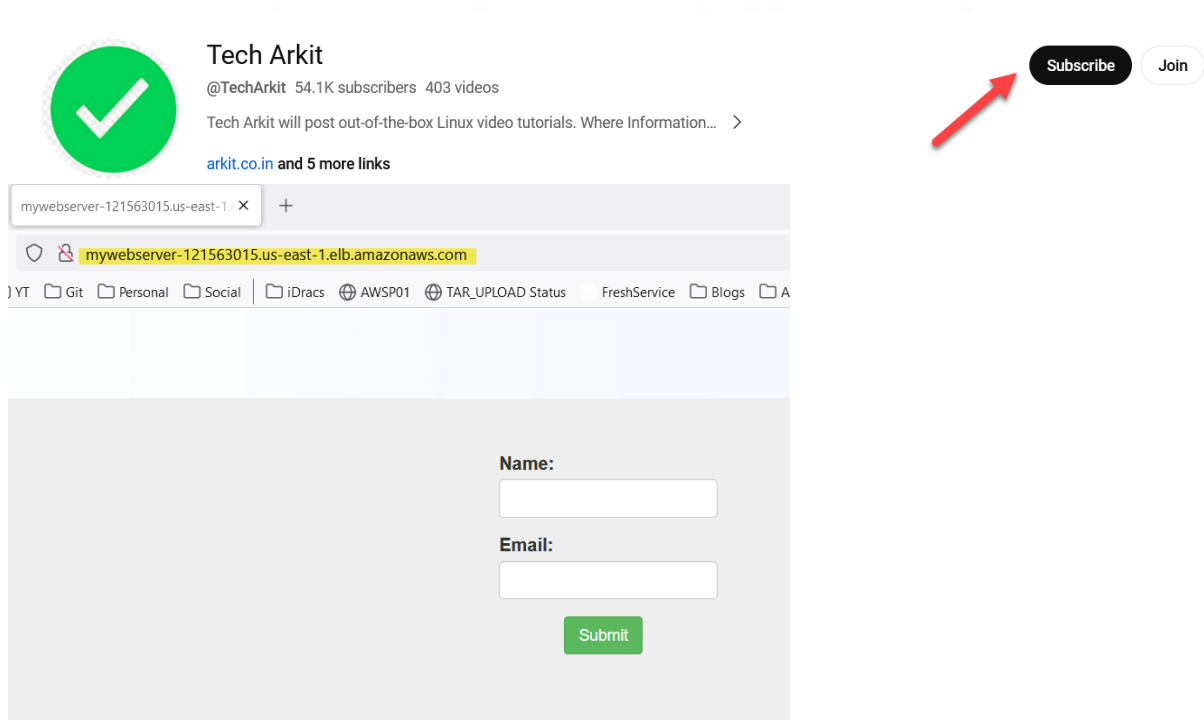 Tech Arkit
@TechArkit 54.1K subscribers 403 videos
Tech Arkit will post out-of-the-box Linux video tutorials. Where Information...
arkit.co.in and 5 more links
Subscribe
Join
mywebserver-121563015.us-east-1.e
mywebserver-121563015.us-east-1.elb.amazonaws.com
YT Git Personal Social iDracs AWSP01 TAR_UPLOAD Status FreshService Blogs A
Name:
Email:
Submit